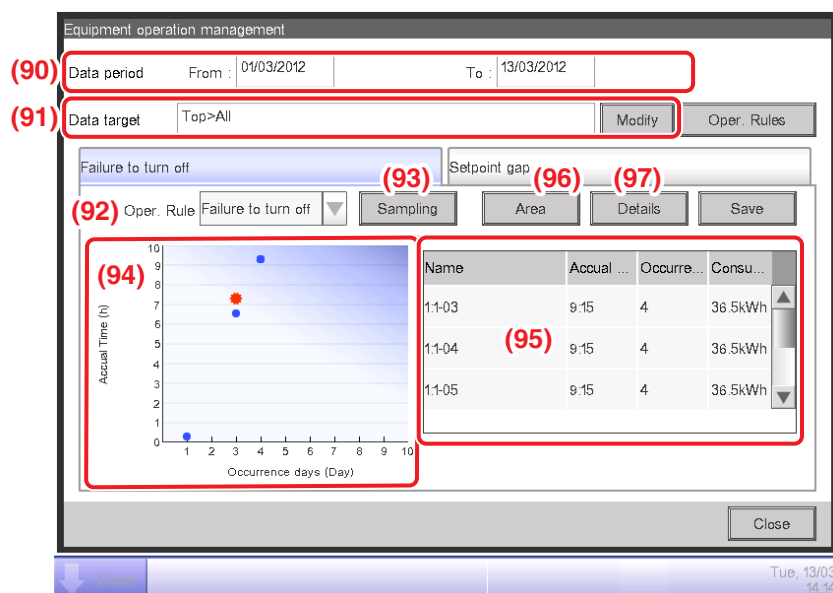 Equipment operation management
(90) Data period From : 01/03/2012 To : 13/03/2012
(91) Data target Top>All Modify Oper. Rules
Failure to turn off Setpoint gap
(93) (96) (97)
(92) Oper. Rule Failure to turn off Sampling Area Details Save
(94)
10
9
8
7
6
5
4
3
2
1
0
Accual Time (h)
1 2 3 4 5 6 7 8 9 10
Occurrence days (Day)
Name Accual ... Occurre... Consu...
1:1-03 9:15 4 36.5kWh
(95)
1:1-04 9:15 4 36.5kWh
1:1-05 9:15 4 36.5kWh
Close
Close
Tue, 13/03
14:14